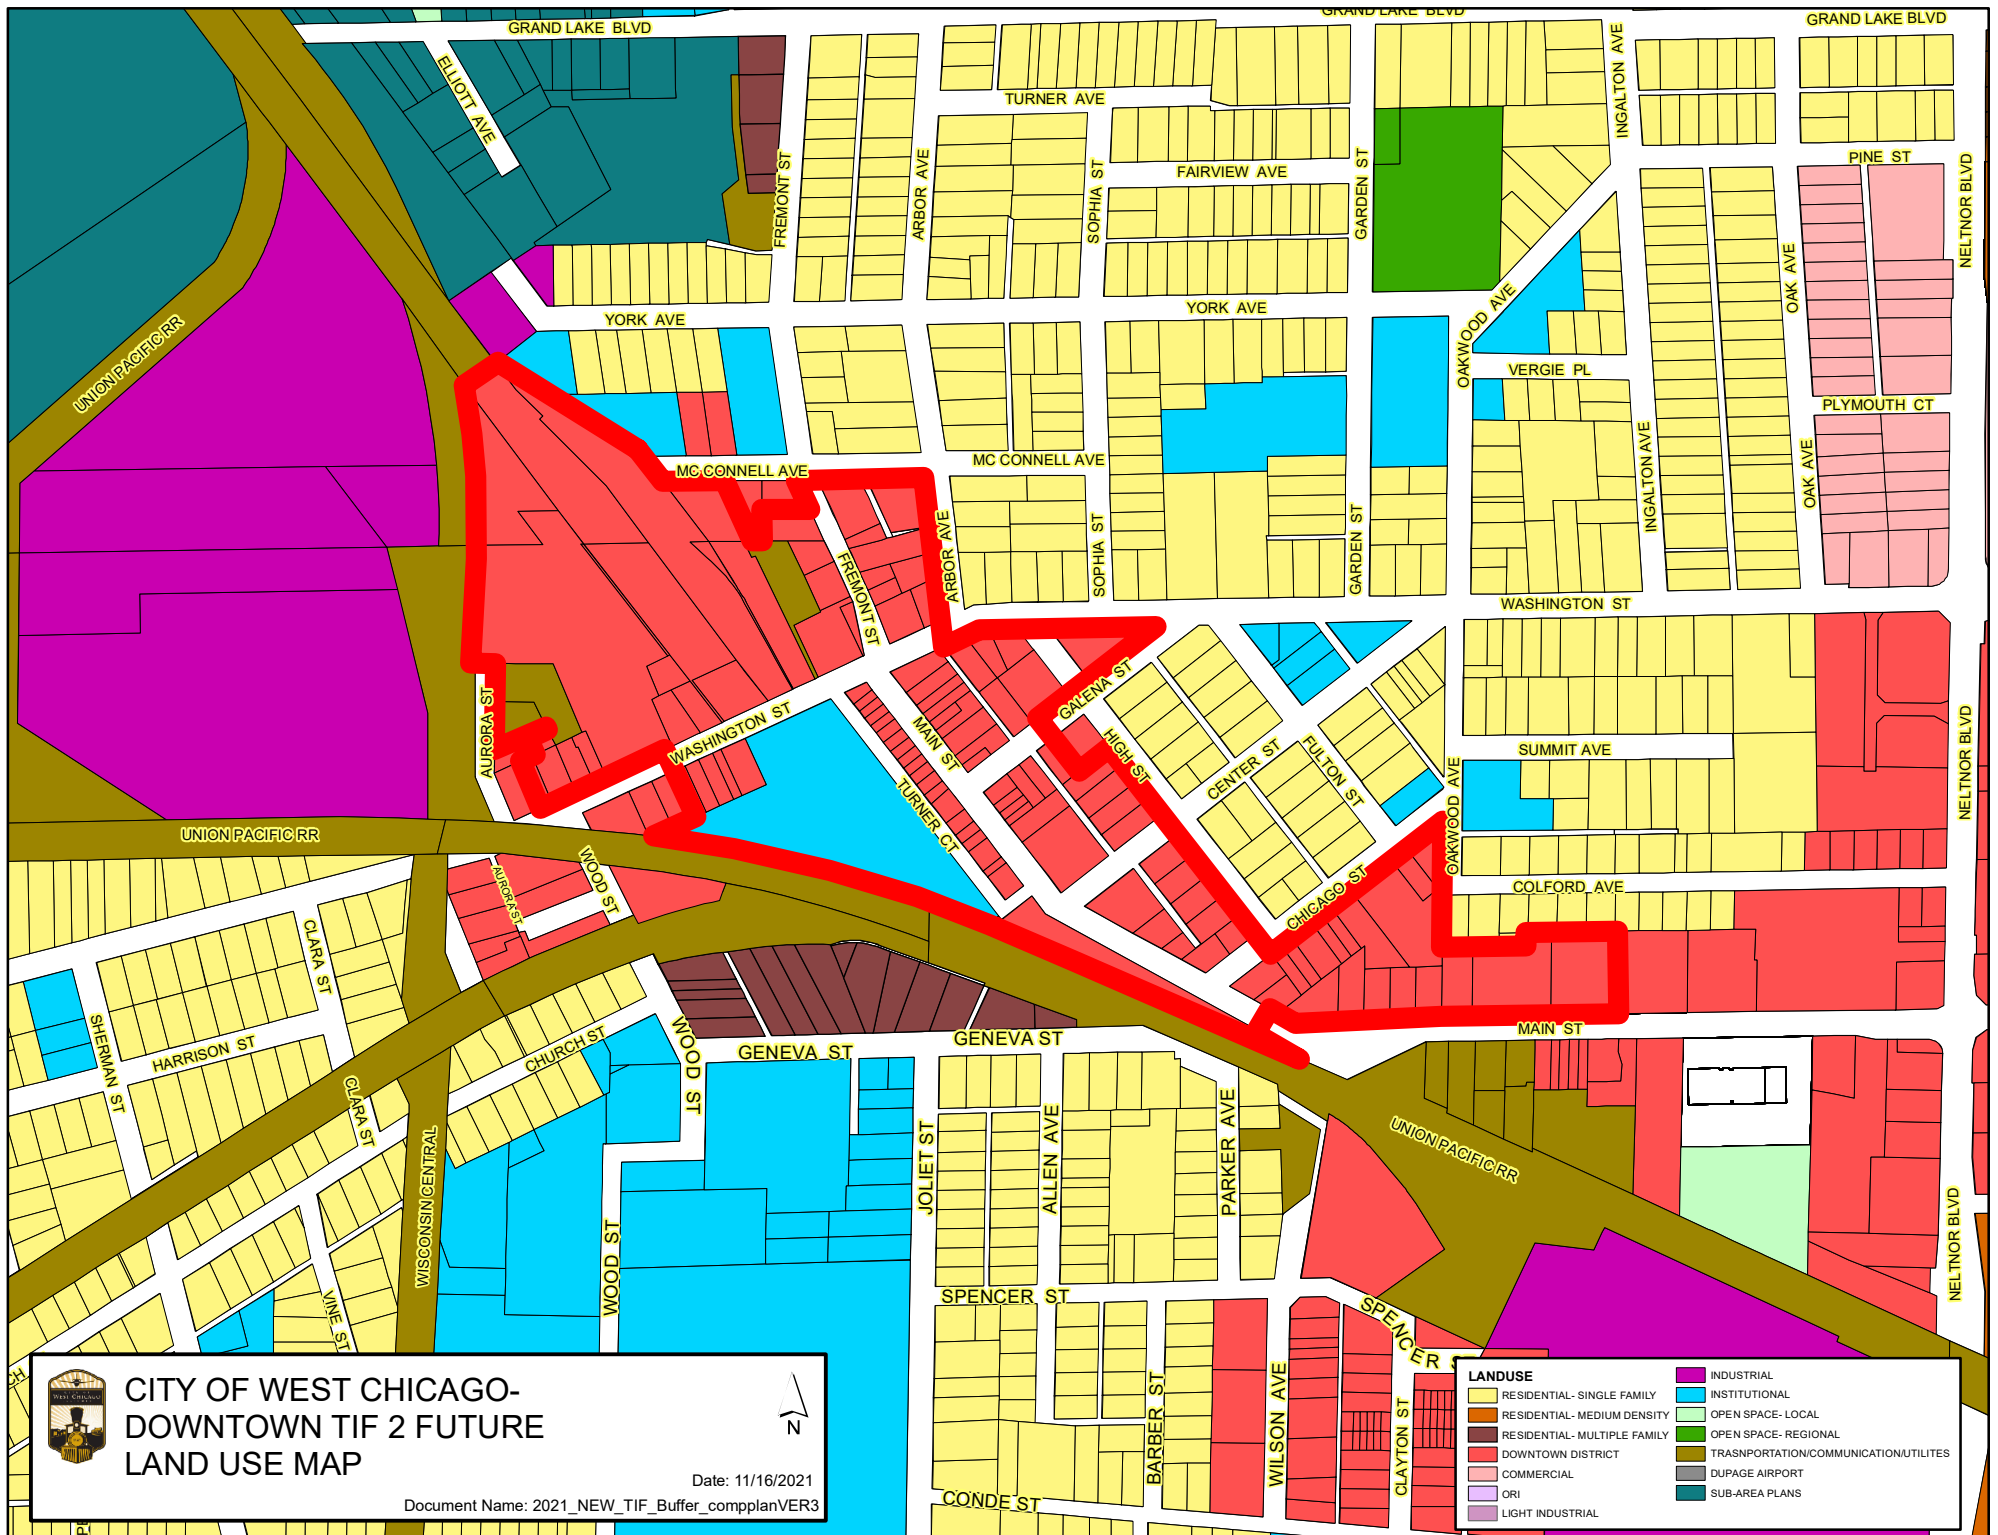 GRAND LAKE BLVD
GRAND LAKE BLVD
GRAND LAKE BLVD
ELLIOTT AVE
TURNER AVE
INGALTON AVE
FREMONT ST
ARBOR AVE
SOPHIA ST
FAIRVIEW AVE
GARDEN ST
PINE ST
NELTNOR BLVD
OAK AVE
YORK AVE
YORK AVE
OAKWOOD AVE
UNION PACIFIC RR
VERGIE PL
PLYMOUTH CT
MC CONNELL AVE
MC CONNELL AVE
INGALTON AVE
OAK AVE
ARBOR AVE
SOPHIA ST
GARDEN ST
FREMONT ST
WASHINGTON ST
AURORA ST
WASHINGTON ST
MAIN ST
GALENA ST
HIGH ST
CENTER ST
FULTON ST
SUMMIT AVE
NELTNOR BLVD
OAKWOOD AVE
TURNER CT
UNION PACIFIC RR
AURORA ST
WOOD ST
CHICAGO ST
COLFORD AVE
CLARA ST
SHERMAN ST
HARRISON ST
CHURCH ST
WOOD ST
GENEVA ST
GENEVA ST
MAIN ST
CLARA ST
WISCONSIN CENTRAL
JOLIET ST
ALLEN AVE
PARKER AVE
UNION PACIFIC RR
NELTNOR BLVD
WOOD ST
VINE ST
SPENCER ST
SPENCER ST
BARBER ST
WILSON AVE
CLAYTON ST
CONDE ST
CH
PE
CITY OF WEST CHICAGO-
DOWNTOWN TIF 2 FUTURE
LAND USE MAP
N
Date: 11/16/2021
Document Name: 2021_NEW_TIF_Buffer_compplanVER3
WEST CHICAGO
LANDUSE
RESIDENTIAL- SINGLE FAMILY
RESIDENTIAL- MEDIUM DENSITY
RESIDENTIAL- MULTIPLE FAMILY
DOWNTOWN DISTRICT
COMMERCIAL
ORI
LIGHT INDUSTRIAL
INDUSTRIAL
INSTITUTIONAL
OPEN SPACE- LOCAL
OPEN SPACE- REGIONAL
TRASNPORTATION/COMMUNICATION/UTILITES
DUPAGE AIRPORT
SUB-AREA PLANS